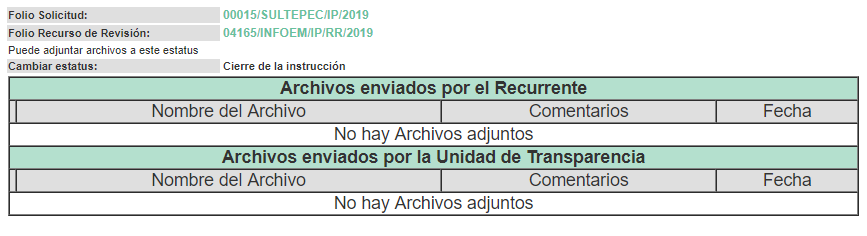 Folio Solicitud: 00015/SULTEPEC/IP/2019
Folio Recurso de Revisión: 04165/INFOEM/IP/RR/2019
Puede adjuntar archivos a este estatus
Cambiar estatus: Cierre de la instrucción
Archivos enviados por el Recurrente
Nombre del Archivo Comentarios Fecha
No hay Archivos adjuntos
Archivos enviados por la Unidad de Transparencia
Nombre del Archivo Comentarios Fecha
No hay Archivos adjuntos